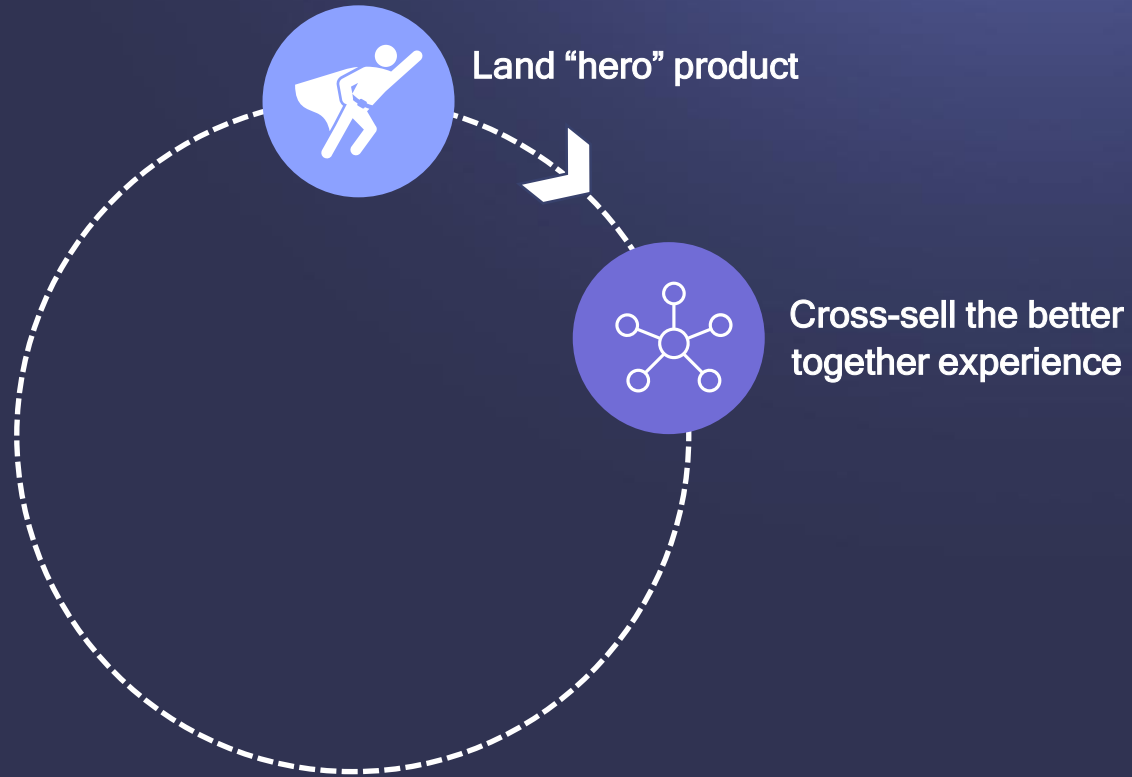 Land “hero” product
Cross-sell the better
together experience